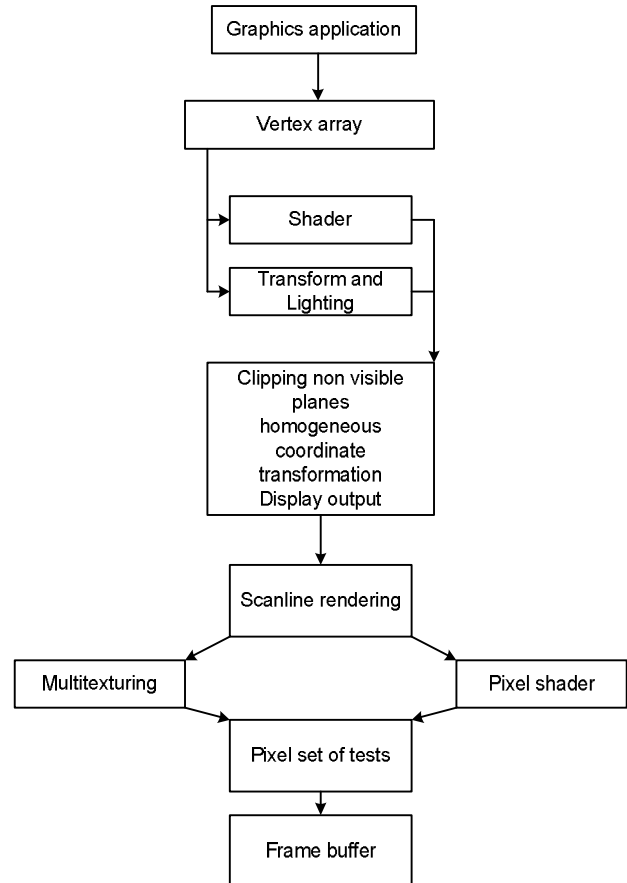 Graphics application
Vertex array
Shader
Transform and
Lighting
Clipping non visible
planes
homogeneous
coordinate
transformation
Display output
Scanline rendering
Multitexturing
Pixel shader
Pixel set of tests
Frame buffer